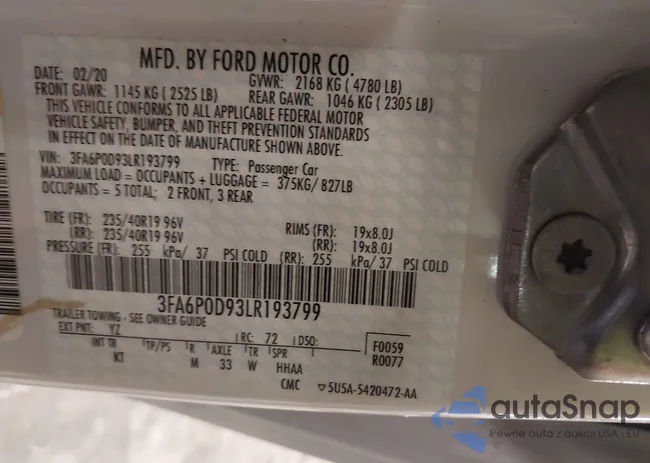 MFD. BY FORD MOTOR CO.
DATE: 02/20 GVWR: 2168 KG ( 4780 LB)
FRONT GAWR: 1145 KG ( 2525 LB) REAR GAWR: 1046 KG ( 2305 LB)
THIS VEHICLE CONFORMS TO ALL APPLICABLE FEDERAL MOTOR
VEHICLE SAFETY, BUMPER, AND THEFT PREVENTION STANDARDS
IN EFFECT ON THE DATE OF MANUFACTURE SHOWN ABOVE.
VIN: 3FA6P0D93LR193799 TYPE: Passenger Car
MAXIMUM LOAD = OCCUPANTS + LUGGAGE = 375KG/827LB
OCCUPANTS = 5 TOTAL; 2 FRONT, 3 REAR
TIRE (FR): 235/40R19 96V RIMS (FR): 19x8.0J
(RR): 235/40R19 96V (RR): 19x8.0J
PRESSURE (FR): 255 kPa/ 37 PSI COLD (RR): 255 kPa/ 37 PSI COLD
3FA6P0D93LR193799
TRAILER TOWING - SEE OWNER GUIDE
EXT PNT: YZ RC: 72 DSO: F0059
R0077
INT TR TP/PS R AXLE TR SPR
KT M 33 W HHAA
CMC ▽5U5A-5420472-AA
autaSnap
Pewne auta z aukcji USA - EU